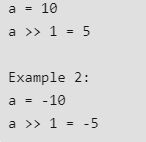 a = 10
a >> 1 = 5

Example 2:
a = -10
a >> 1 = -5